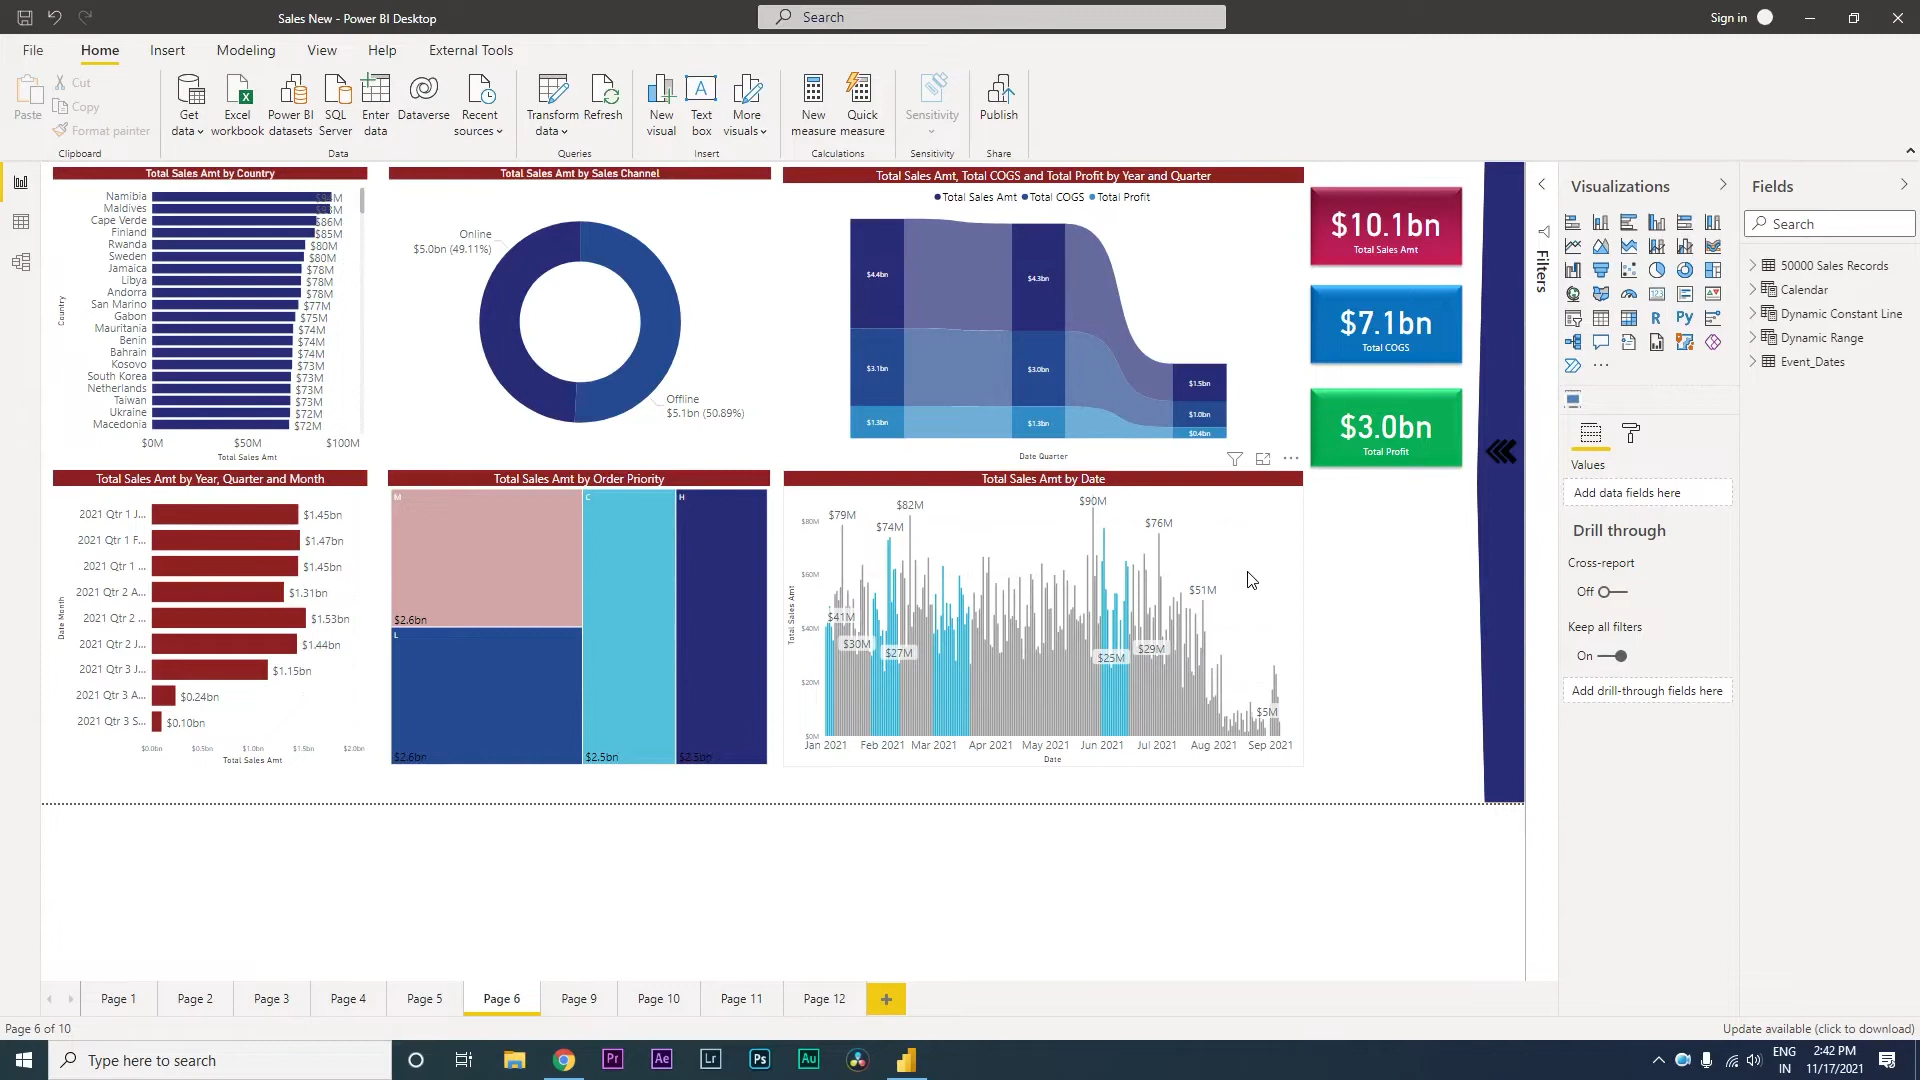 Sales New - Power BI Desktop
Search
Sign in
File
Home
Insert
Modeling
View
Help
External Tools
Paste
Cut
Copy
Format painter
Get data
Excel workbook
Power BI datasets
SQL Server
Enter data
Dataverse
Recent sources
Transform data
Refresh
New visual
Text box
More visuals
New measure
Quick measure
Sensitivity
Publish
Clipboard
Data
Queries
Insert
Calculations
Sensitivity
Share
Total Sales Amt by Country
Country
Namibia
Maldives
Cape Verde $86M
Finland $85M
Rwanda $80M
Sweden $80M
Jamaica $78M
Libya $78M
Andorra $78M
San Marino $77M
Gabon $75M
Mauritania $74M
Benin $74M
Bahrain $74M
Kosovo $73M
South Korea $73M
Netherlands $73M
Taiwan $73M
Ukraine $72M
Macedonia $72M
$0M $50M $100M
Total Sales Amt
Total Sales Amt by Sales Channel
Online
$5.0bn (49.11%)
Offline
$5.1bn (50.89%)
Total Sales Amt, Total COGS and Total Profit by Year and Quarter
Total Sales Amt Total COGS Total Profit
$4.4bn $4.3bn
$3.1bn $3.0bn $1.5bn
$1.3bn $1.3bn $1.0bn
$0.4bn
Date Quarter
$10.1bn
Total Sales Amt
$7.1bn
Total COGS
$3.0bn
Total Profit
Total Sales Amt by Year, Quarter and Month
Date Month
2021 Qtr 1 J... $1.45bn
2021 Qtr 1 F... $1.47bn
2021 Qtr 1 ... $1.45bn
2021 Qtr 2 A... $1.31bn
2021 Qtr 2 ... $1.53bn
2021 Qtr 2 J... $1.44bn
2021 Qtr 3 J... $1.15bn
2021 Qtr 3 A... $0.24bn
2021 Qtr 3 S... $0.10bn
$0.0bn $0.5bn $1.0bn $1.5bn $2.0bn
Total Sales Amt
Total Sales Amt by Order Priority
M
$2.6bn
L
$2.6bn
C
$2.5bn
H
$2.5bn
Total Sales Amt by Date
Total Sales Amt
$80M
$60M
$40M
$20M
$0M
$79M
$74M
$82M
$90M
$76M
$51M
$41M
$30M
$27M
$25M
$29M
$5M
Jan 2021 Feb 2021 Mar 2021 Apr 2021 May 2021 Jun 2021 Jul 2021 Aug 2021 Sep 2021
Date
Filters
Visualizations
R
Py
123
Values
Add data fields here
Drill through
Cross-report
Off
Keep all filters
On
Add drill-through fields here
Fields
Search
50000 Sales Records
Calendar
Dynamic Constant Line
Dynamic Range
Event_Dates
Page 1
Page 2
Page 3
Page 4
Page 5
Page 6
Page 9
Page 10
Page 11
Page 12
Page 6 of 10
Update available (click to download)
Type here to search
Pr
Ae
Lr
Ps
Au
ENG
IN
2:42 PM
11/17/2021